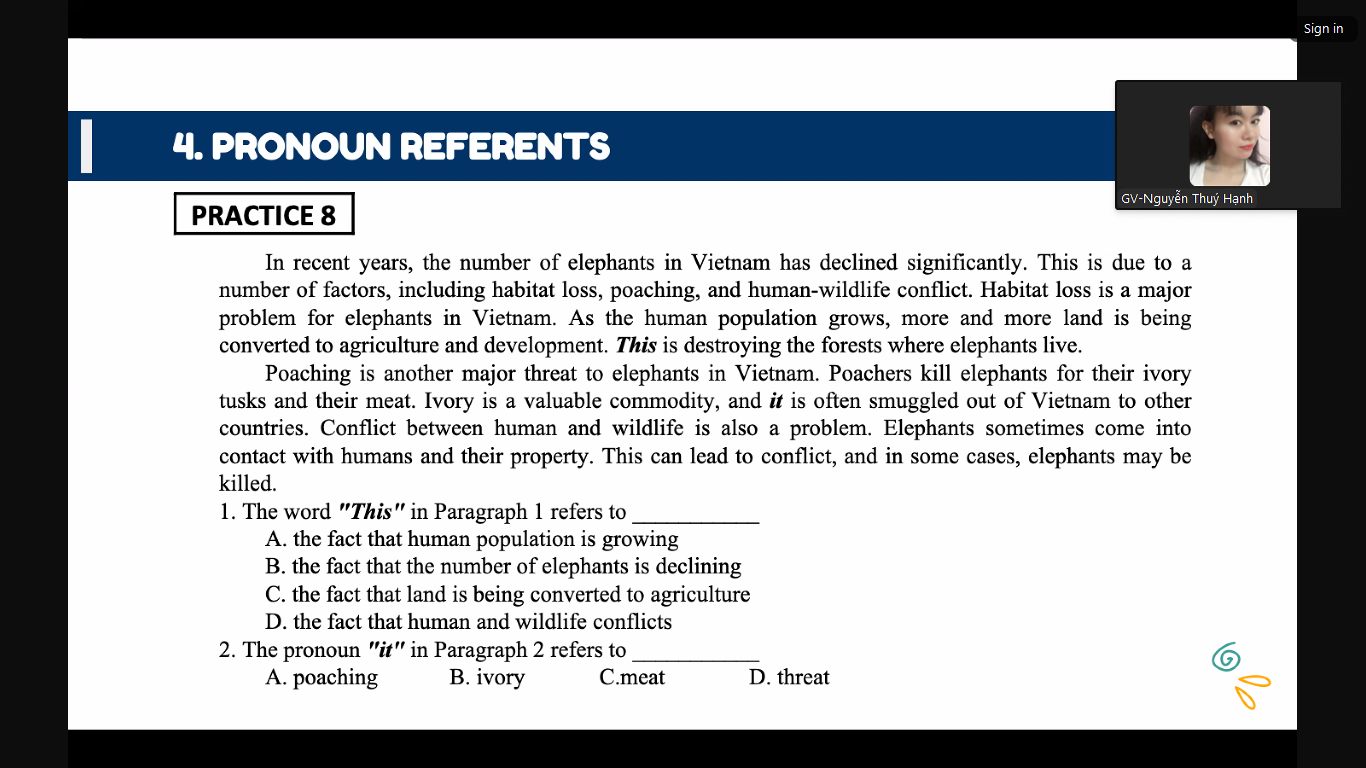 Sign in
4. PRONOUN REFERENTS
GV-Nguyễn Thuý Hạnh
PRACTICE 8
In recent years, the number of elephants in Vietnam has declined significantly. This is due to a
number of factors, including habitat loss, poaching, and human-wildlife conflict. Habitat loss is a major
problem for elephants in Vietnam. As the human population grows, more and more land is being
converted to agriculture and development. This is destroying the forests where elephants live.
Poaching is another major threat to elephants in Vietnam. Poachers kill elephants for their ivory
tusks and their meat. Ivory is a valuable commodity, and it is often smuggled out of Vietnam to other
countries. Conflict between human and wildlife is also a problem. Elephants sometimes come into
contact with humans and their property. This can lead to conflict, and in some cases, elephants may be
killed.
1. The word "This" in Paragraph 1 refers to ___________
A. the fact that human population is growing
B. the fact that the number of elephants is declining
C. the fact that land is being converted to agriculture
D. the fact that human and wildlife conflicts
2. The pronoun "it" in Paragraph 2 refers to ___________
A. poaching B. ivory C.meat D. threat